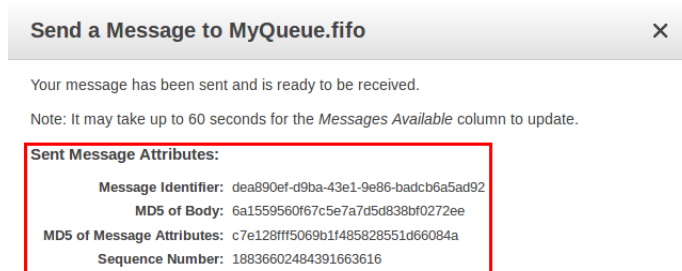 Send a Message to MyQueue.fifo
Your message has been sent and is ready to be received.
Note: It may take up to 60 seconds for the Messages Available column to update.
Sent Message Attributes:
Message Identifier: dea890ef-d9ba-43e1-9e86-badcb6a5ad92
MD5 of Body: 6a1559560f67c5e7a7d5d838bf0272ee
MD5 of Message Attributes: c7e128fff5069b1f485828551d66084a
Sequence Number: 18836602484391663616